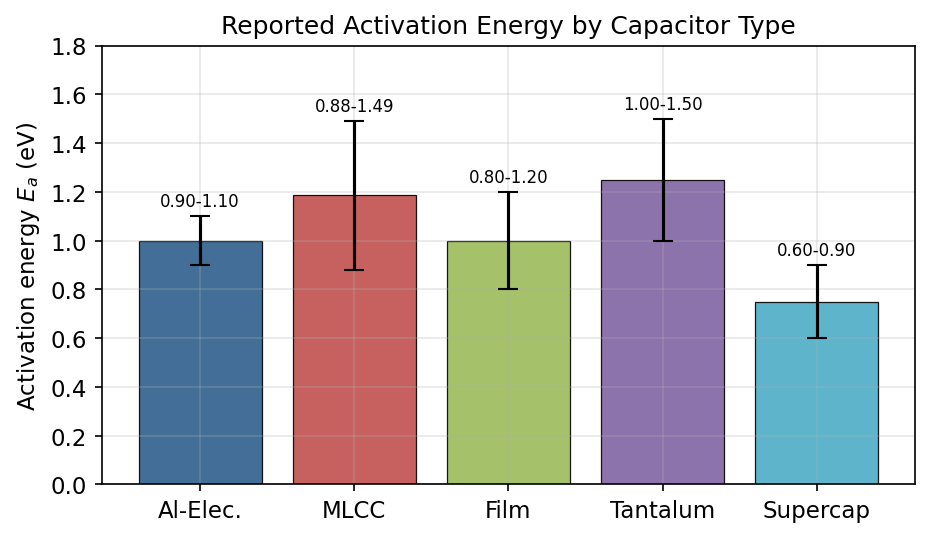 Reported Activation Energy by Capacitor Type
Activation energy E_a (eV)
1.8
1.6
1.4
1.2
1.0
0.8
0.6
0.4
0.2
0.0
0.90-1.10
0.88-1.49
0.80-1.20
1.00-1.50
0.60-0.90
Al-Elec.
MLCC
Film
Tantalum
Supercap